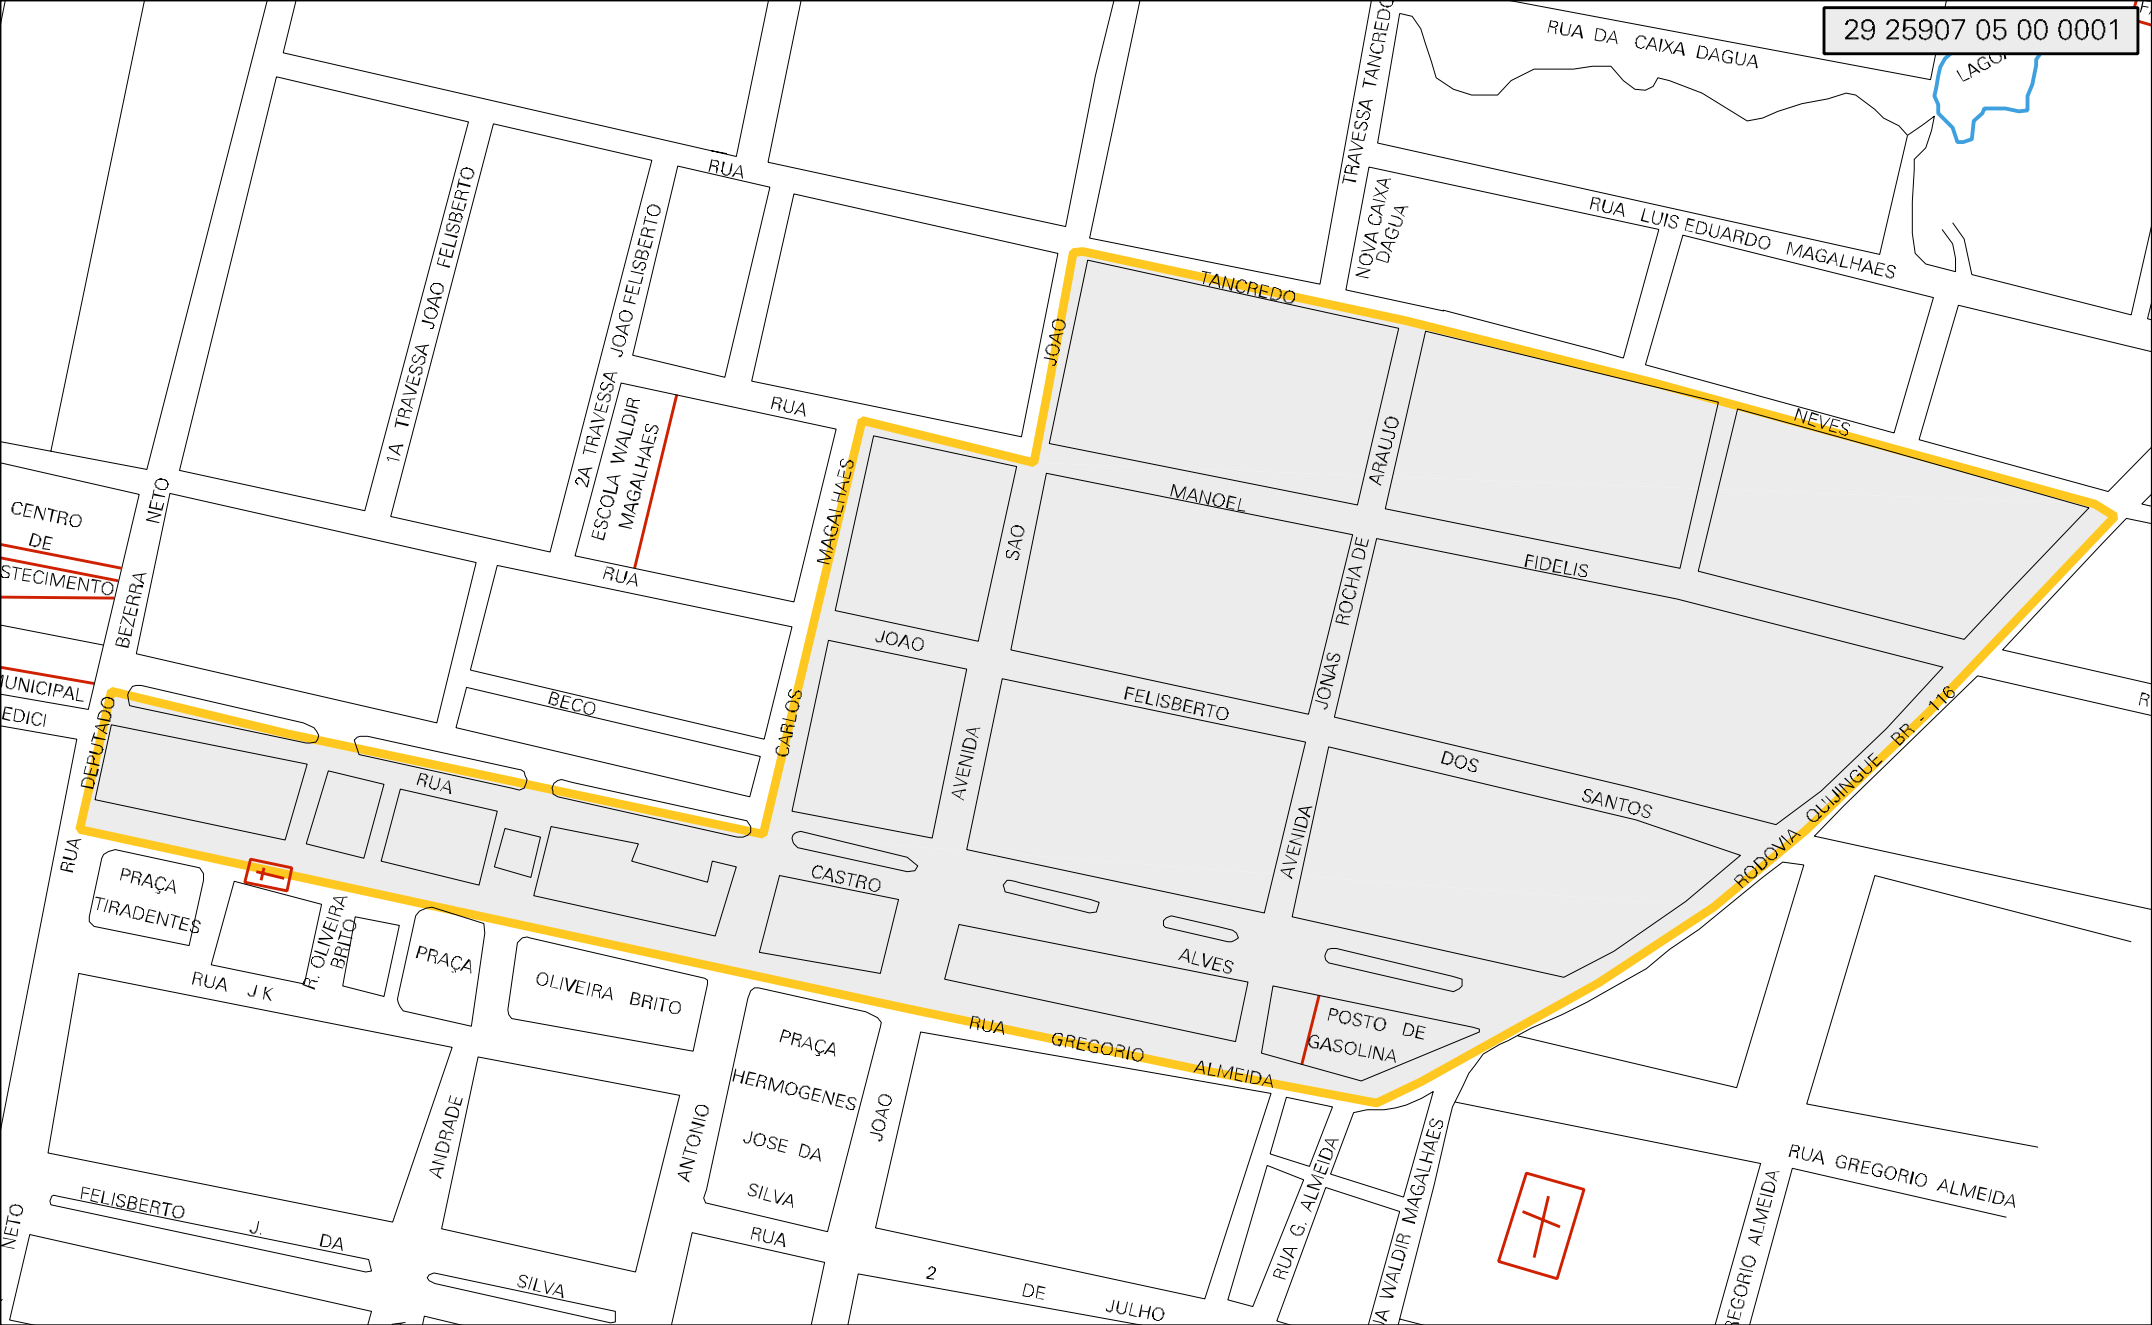 29 25907 05 00 0001
RUA DA CAIXA DAGUA
TRAVESSA TANCREDO
RUA
1A TRAVESSA JOAO FELISBERTO
2A TRAVESSA JOAO FELISBERTO
NOVA CAIXA
DAGUA
RUA LUIS EDUARDO MAGALHAES
TANCREDO
NEVES
JOAO
RUA
ESCOLA WALDIR
MAGALHAES
ARAUJO
MAGALHAES
MANOEL
FIDELIS
CENTRO
DE
STECIMENTO
NETO
BEZERRA
RUA
SAO
ROCHA DE
JONAS
JOAO
FELISBERTO
MUNICIPAL
EDICI
DEPUTADO
BECO
CARLOS
AVENIDA
DOS
SANTOS
RODOVIA QUIJINGUE BR - 116
RUA
RUA
PRAÇA
TIRADENTES
CASTRO
AVENIDA
R. OLIVEIRA
BRITO
PRAÇA
ALVES
RUA JK
OLIVEIRA BRITO
POSTO DE
GASOLINA
RUA GREGORIO ALMEIDA
PRAÇA
HERMOGENES
JOSE DA
SILVA
ANDRADE
ANTONIO
JOAO
RUA G. ALMEIDA
WALDIR MAGALHAES
RUA GREGORIO ALMEIDA
EGORIO ALMEIDA
NETO
FELISBERTO J. DA
SILVA
RUA
2 DE JULHO